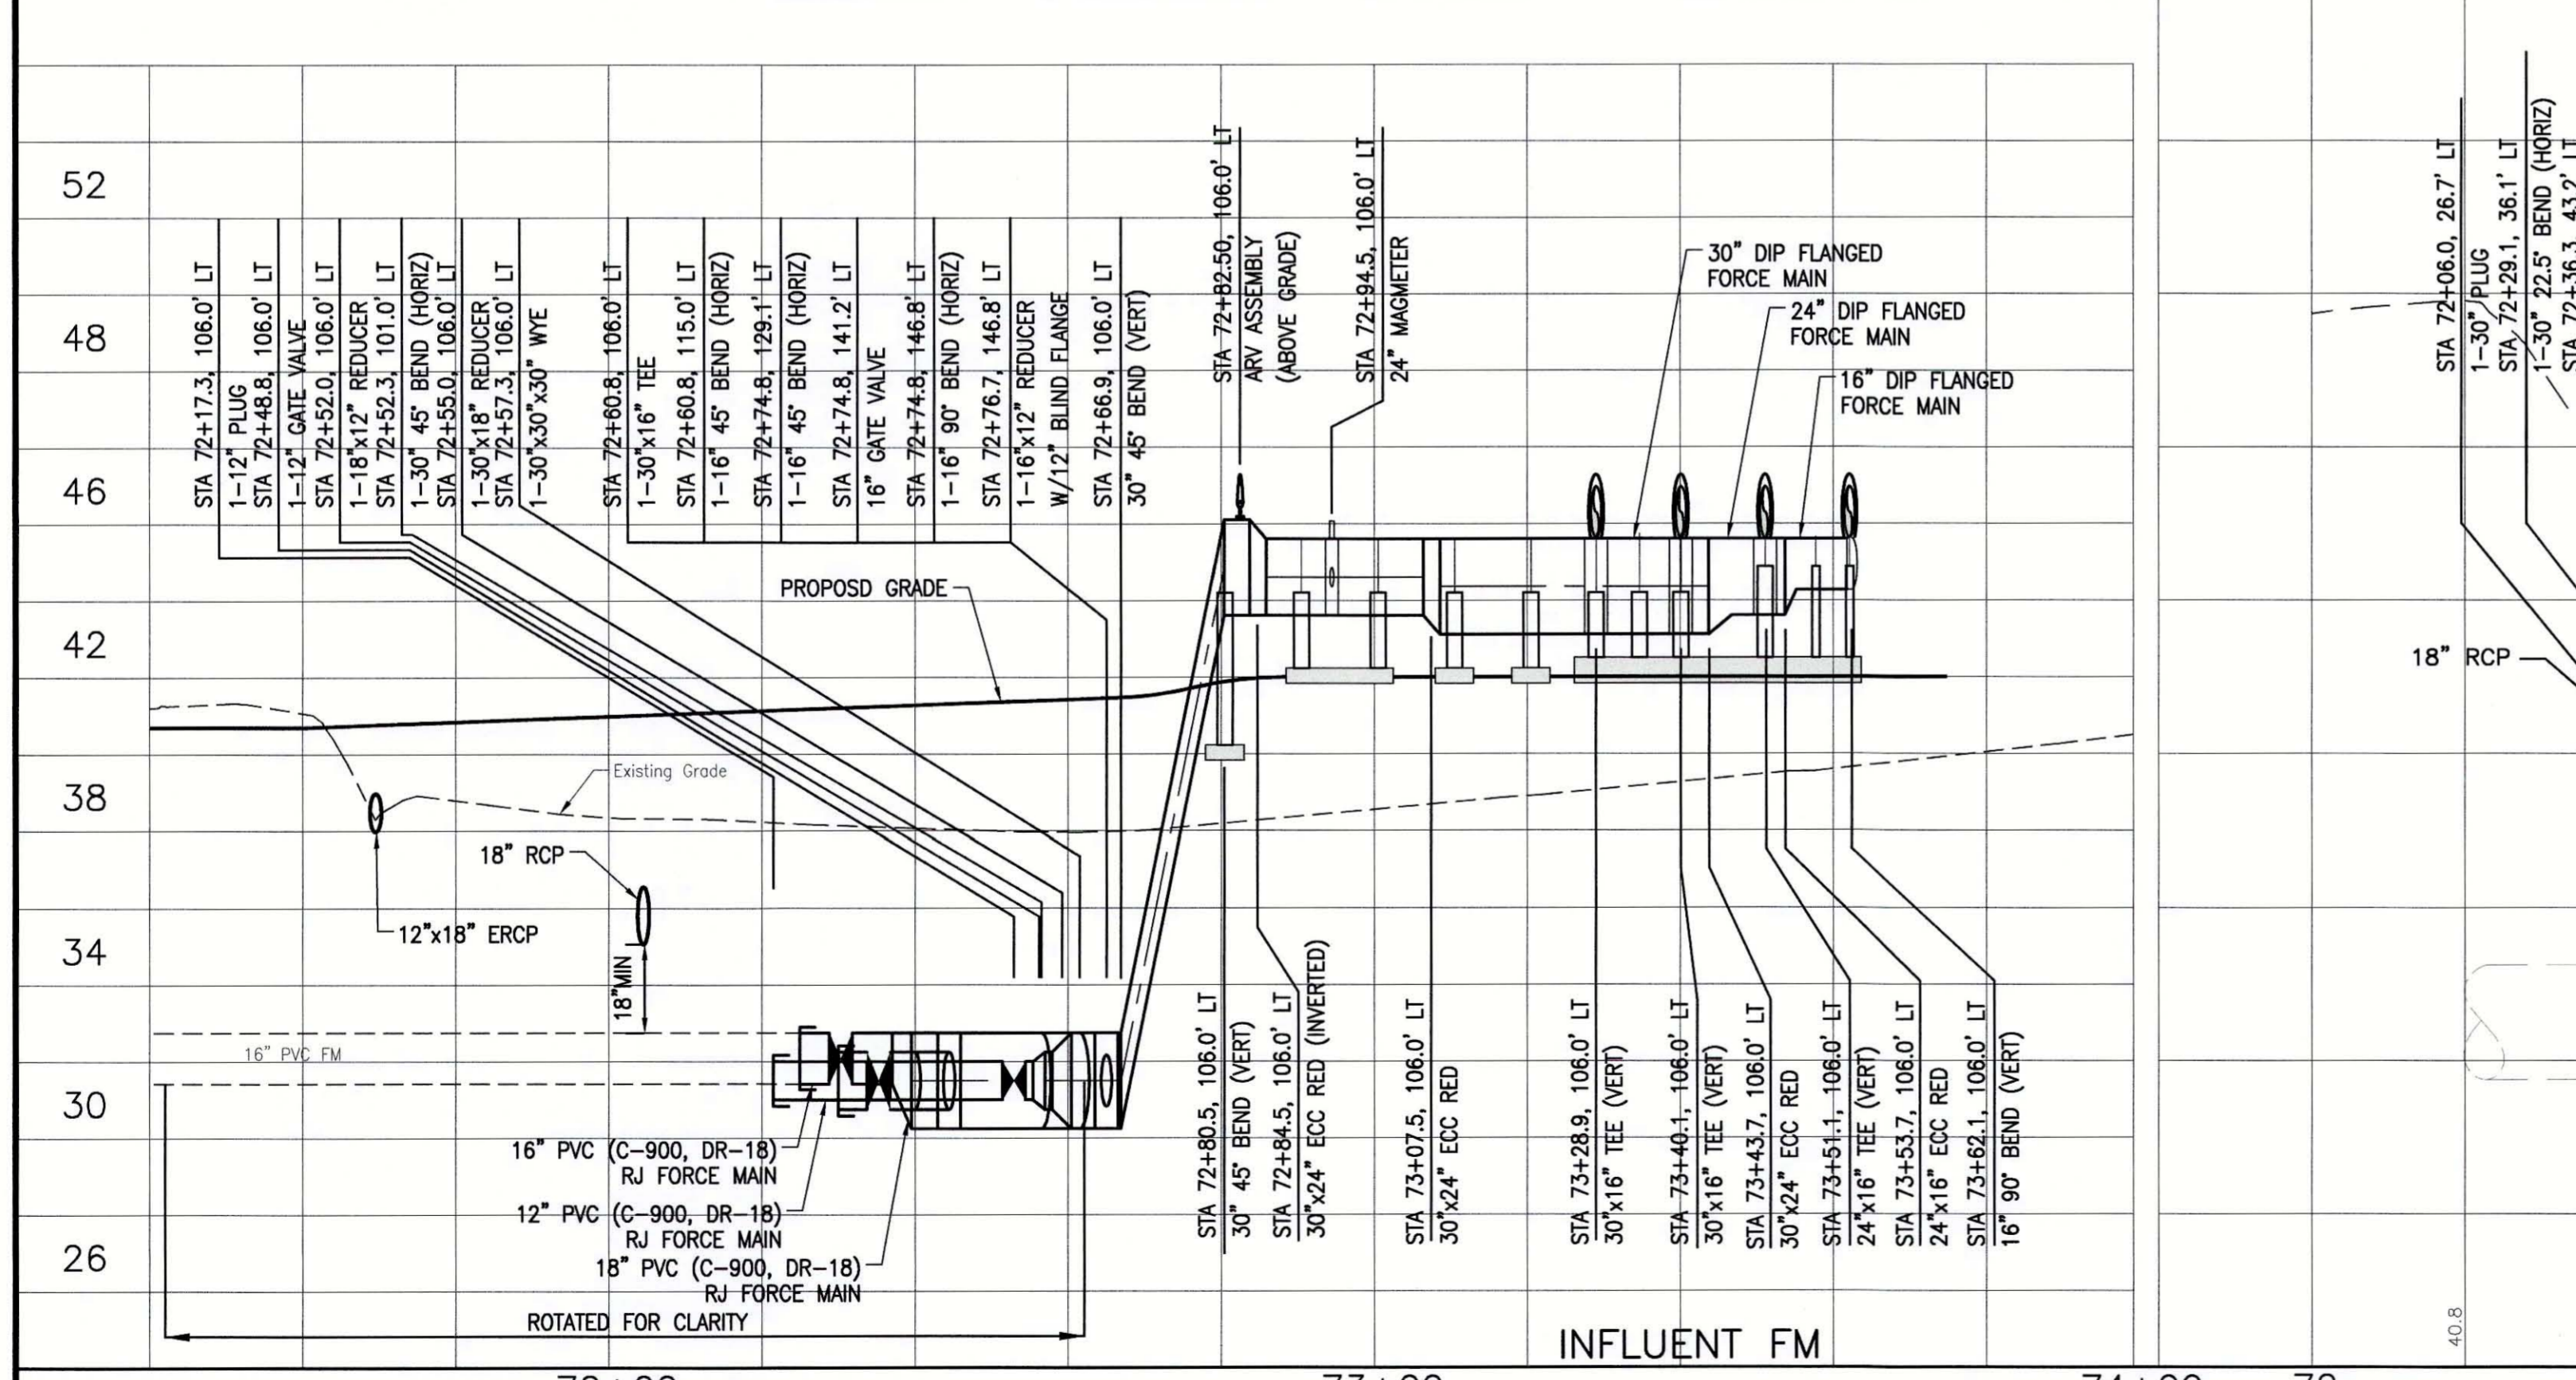 52
48
46
42
38
34
30
26
STA 72+17.3, 106.0' LT
1-12" PLUG
STA 72+48.8, 106.0' LT
1-12" GATE VALVE
STA 72+52.0, 106.0' LT
1-18"x12" REDUCER
STA 72+52.3, 101.0' LT
1-30" 45° BEND (HORIZ)
STA 72+55.0, 106.0' LT
1-30"x18" REDUCER
STA 72+57.3, 106.0' LT
1-30"x30"x30" WYE
STA 72+60.8, 106.0' LT
1-30"x16" TEE
STA 72+60.8, 115.0' LT
1-16" 45° BEND (HORIZ)
STA 72+74.8, 129.1' LT
1-16" 45° BEND (HORIZ)
STA 72+74.8, 141.2' LT
16" GATE VALVE
STA 72+74.8, 146.8' LT
1-16" 90° BEND (HORIZ)
STA 72+76.7, 146.8' LT
1-16"x12" REDUCER
W/12" BLIND FLANGE
STA 72+66.9, 106.0' LT
30" 45° BEND (VERT)
STA 72+82.50, 106.0' LT
ARV ASSEMBLY
(ABOVE GRADE)
STA 72+94.5, 106.0' LT
24" MAGMETER
30" DIP FLANGED
FORCE MAIN
24" DIP FLANGED
FORCE MAIN
16" DIP FLANGED
FORCE MAIN
PROPOSD GRADE
Existing Grade
18" RCP
12"x18" ERCP
18"MIN
16" PVC FM
16" PVC (C-900, DR-18)
RJ FORCE MAIN
12" PVC (C-900, DR-18)
RJ FORCE MAIN
18" PVC (C-900, DR-18)
RJ FORCE MAIN
ROTATED FOR CLARITY
STA 72+80.5, 106.0' LT
30" 45° BEND (VERT)
STA 72+84.5, 106.0' LT
30"x24" ECC RED (INVERTED)
STA 73+07.5, 106.0' LT
30"x24" ECC RED
STA 73+28.9, 106.0' LT
30"x16" TEE (VERT)
STA 73+40.1, 106.0' LT
30"x16" TEE (VERT)
STA 73+43.7, 106.0' LT
30"x24" ECC RED
STA 73+51.1, 106.0' LT
24"x16" TEE (VERT)
STA 73+53.7, 106.0' LT
24"x16" ECC RED
STA 73+62.1, 106.0' LT
16" 90° BEND (VERT)
INFLUENT FM
STA 72+06.0, 26.7' LT
1-30" PLUG
STA 72+29.1, 36.1' LT
1-30" 22.5° BEND (HORIZ)
STA 72+36.3, 43.2' LT
18" RCP
40.8